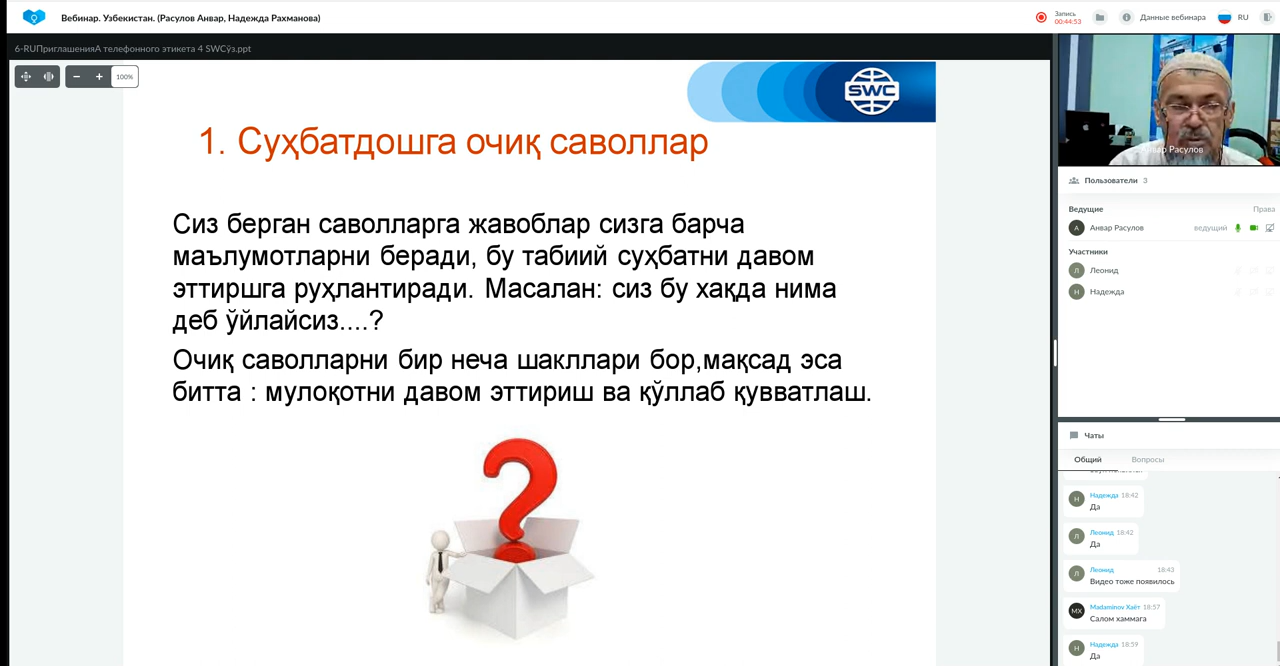 Вебинар. Узбекистан. (Расулов Анвар, Надежда Рахманова)
Запись
00:44:53
Данные вебинара
RU
6-RUПриглашенияА телефонного этикета 4 SWCўз.ppt
100%
SWC
1. Суҳбатдошга очиқ саволлар
Сиз берган саволларга жавоблар сизга барча
маълумотларни беради, бу табиий суҳбатни давом
эттиршга руҳлантиради. Масалан: сиз бу хақда нима
деб ўйлайсиз....?
Очиқ саволларни бир неча шакллари бор,мақсад эса
битта : мулоқотни давом эттириш ва қўллаб қувватлаш.
Анвар Расулов
Пользователи 3
Ведущие Права
А Анвар Расулов ведущий
Участники
Л Леонид
Н Надежда
Чаты
Общий Вопросы
Н Надежда 18:42
Да
Л Леонид 18:42
Да
Л Леонид 18:43
Видео тоже появилось
МХ Madaminov Хаёт 18:57
Салом хаммага
Н Надежда 18:59
Да